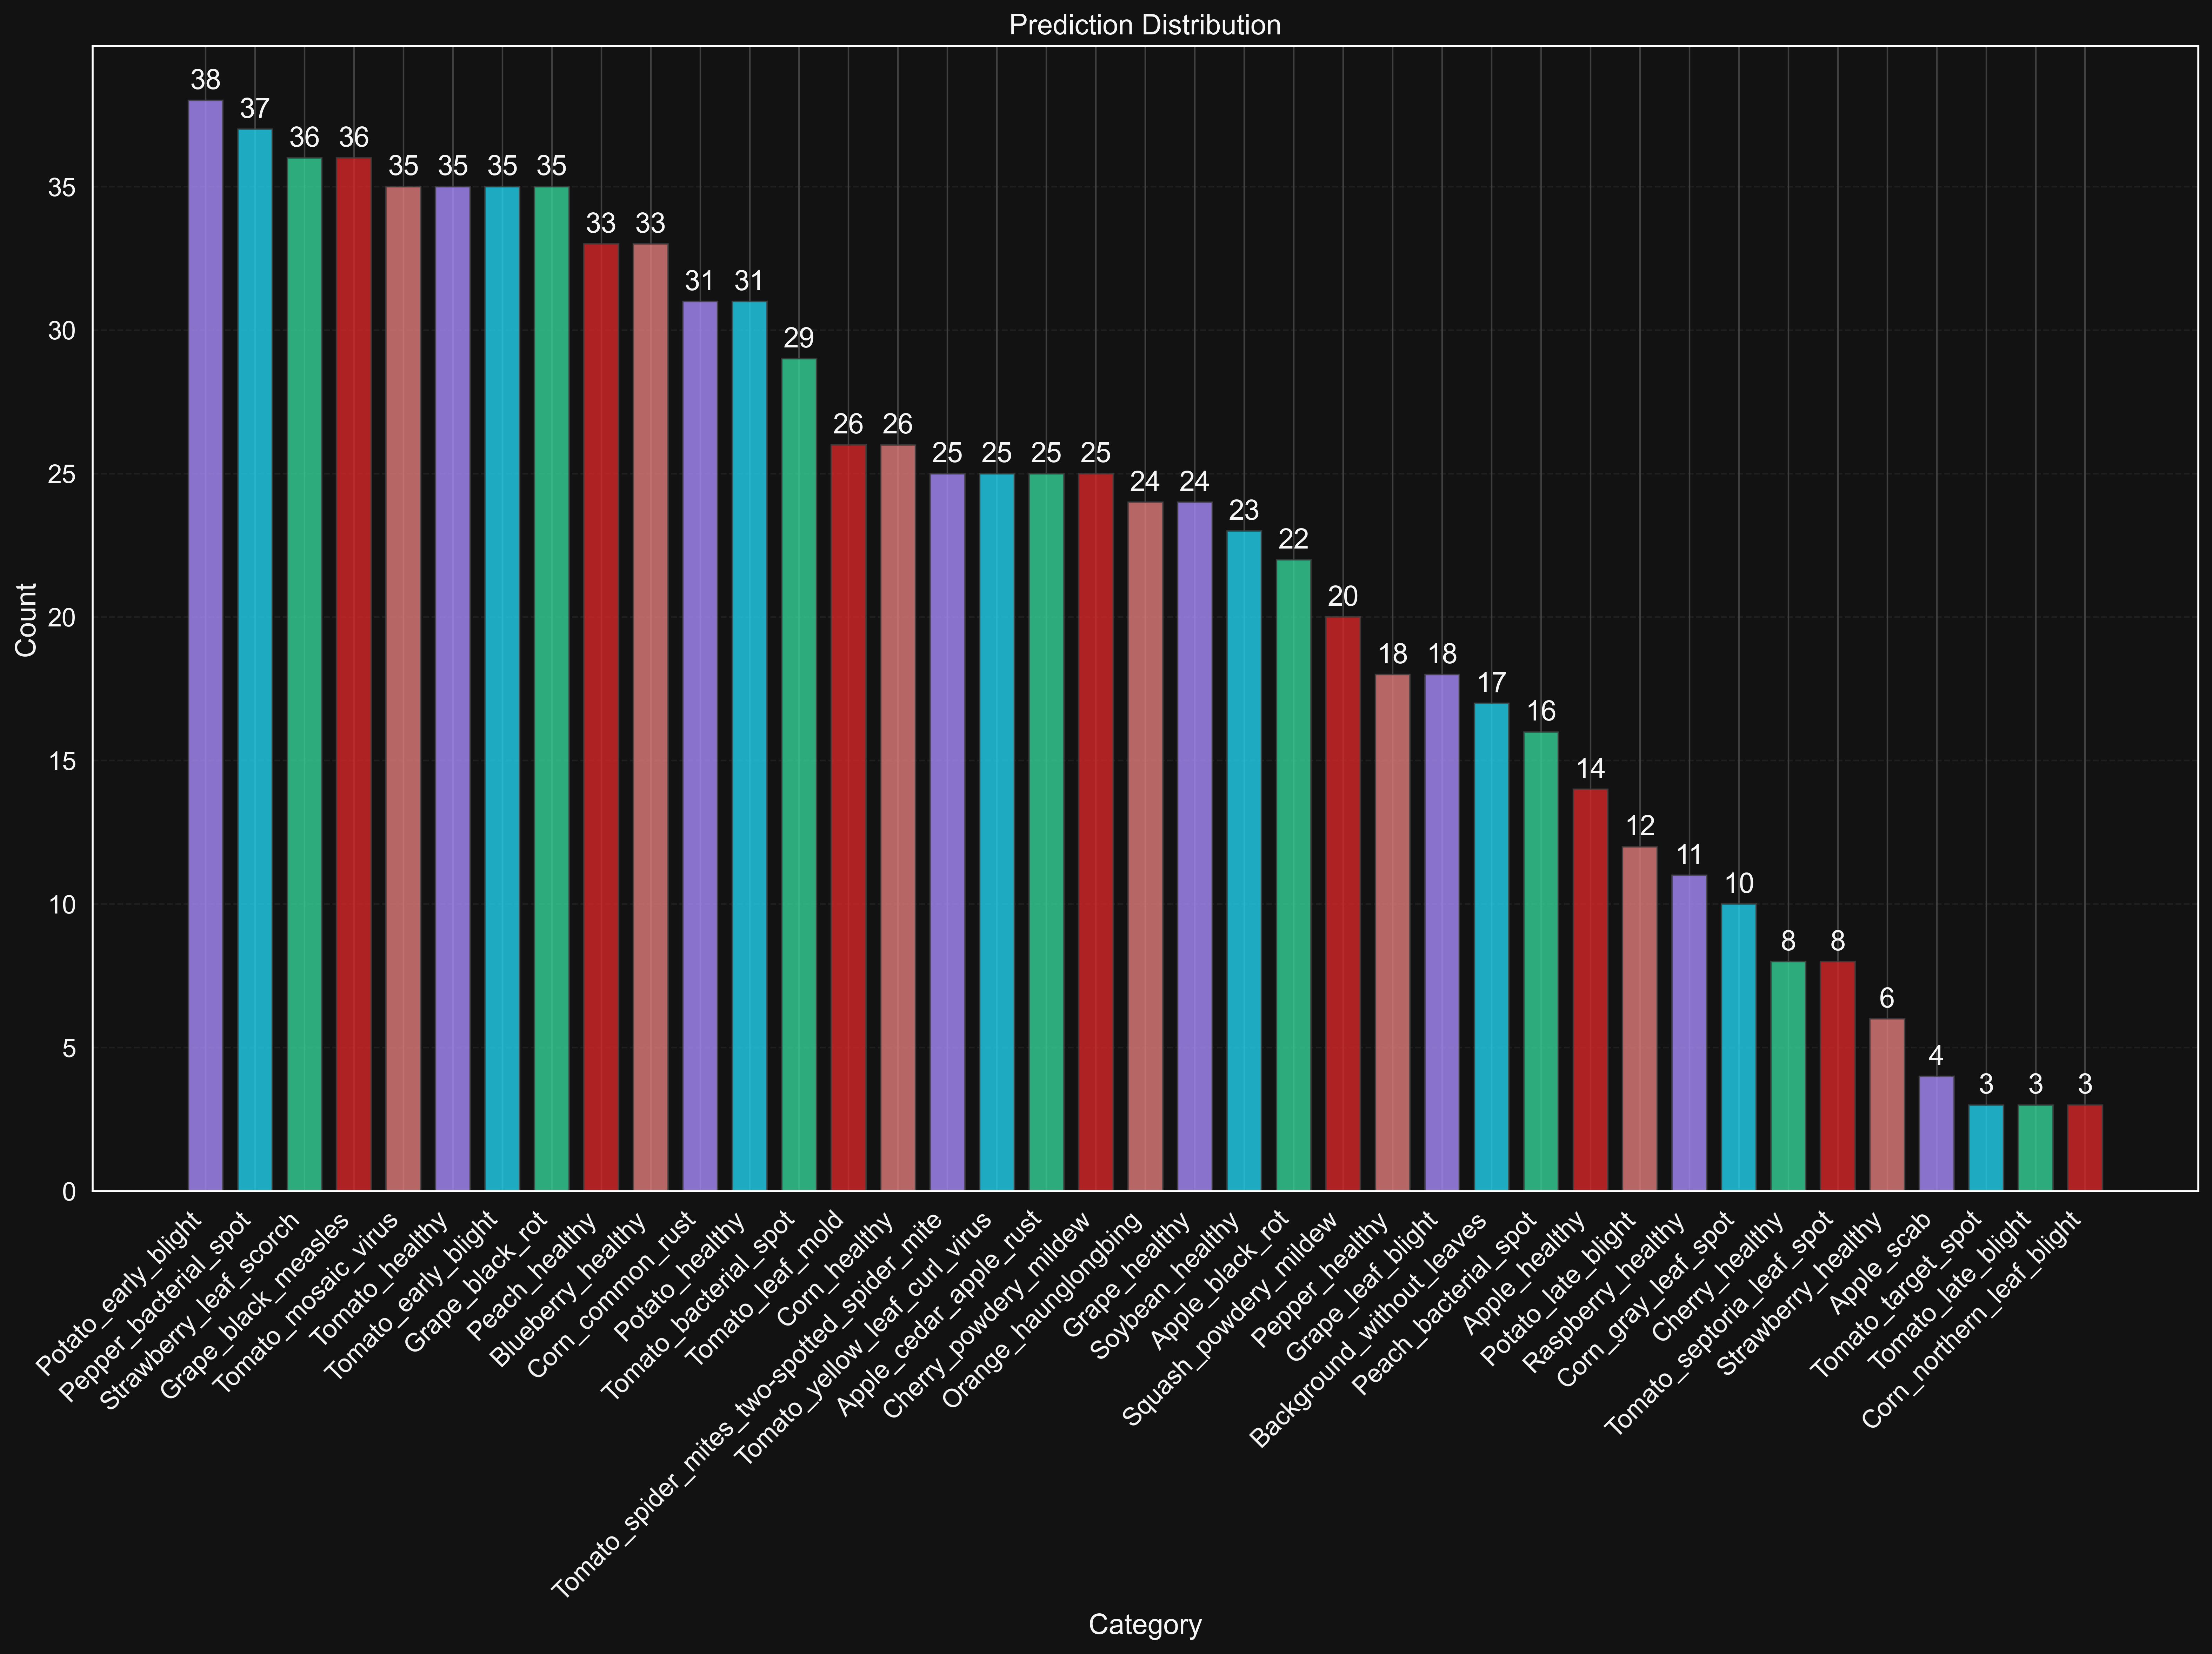 Prediction Distribution
Count
35
30
25
20
15
10
5
0
38
37
36
36
35
35
35
35
33
33
31
31
29
26
26
25
25
25
25
24
24
23
22
20
18
18
17
16
14
12
11
10
8
8
6
4
3
3
3
Potato_early_blight
Pepper_bacterial_spot
Strawberry_leaf_scorch
Grape_black_measles
Tomato_mosaic_virus
Tomato_healthy
Tomato_early_blight
Grape_black_rot
Peach_healthy
Blueberry_healthy
Corn_common_rust
Potato_healthy
Tomato_bacterial_spot
Tomato_leaf_mold
Corn_healthy
Tomato_spider_mites_two-spotted_spider_mite
Tomato_yellow_leaf_curl_virus
Apple_cedar_apple_rust
Cherry_powdery_mildew
Orange_haunglongbing
Grape_healthy
Soybean_healthy
Apple_black_rot
Squash_powdery_mildew
Pepper_healthy
Grape_leaf_blight
Background_without_leaves
Peach_bacterial_spot
Apple_healthy
Potato_late_blight
Raspberry_healthy
Corn_gray_leaf_spot
Cherry_healthy
Tomato_septoria_leaf_spot
Strawberry_healthy
Apple_scab
Tomato_target_spot
Tomato_late_blight
Corn_northern_leaf_blight
Category